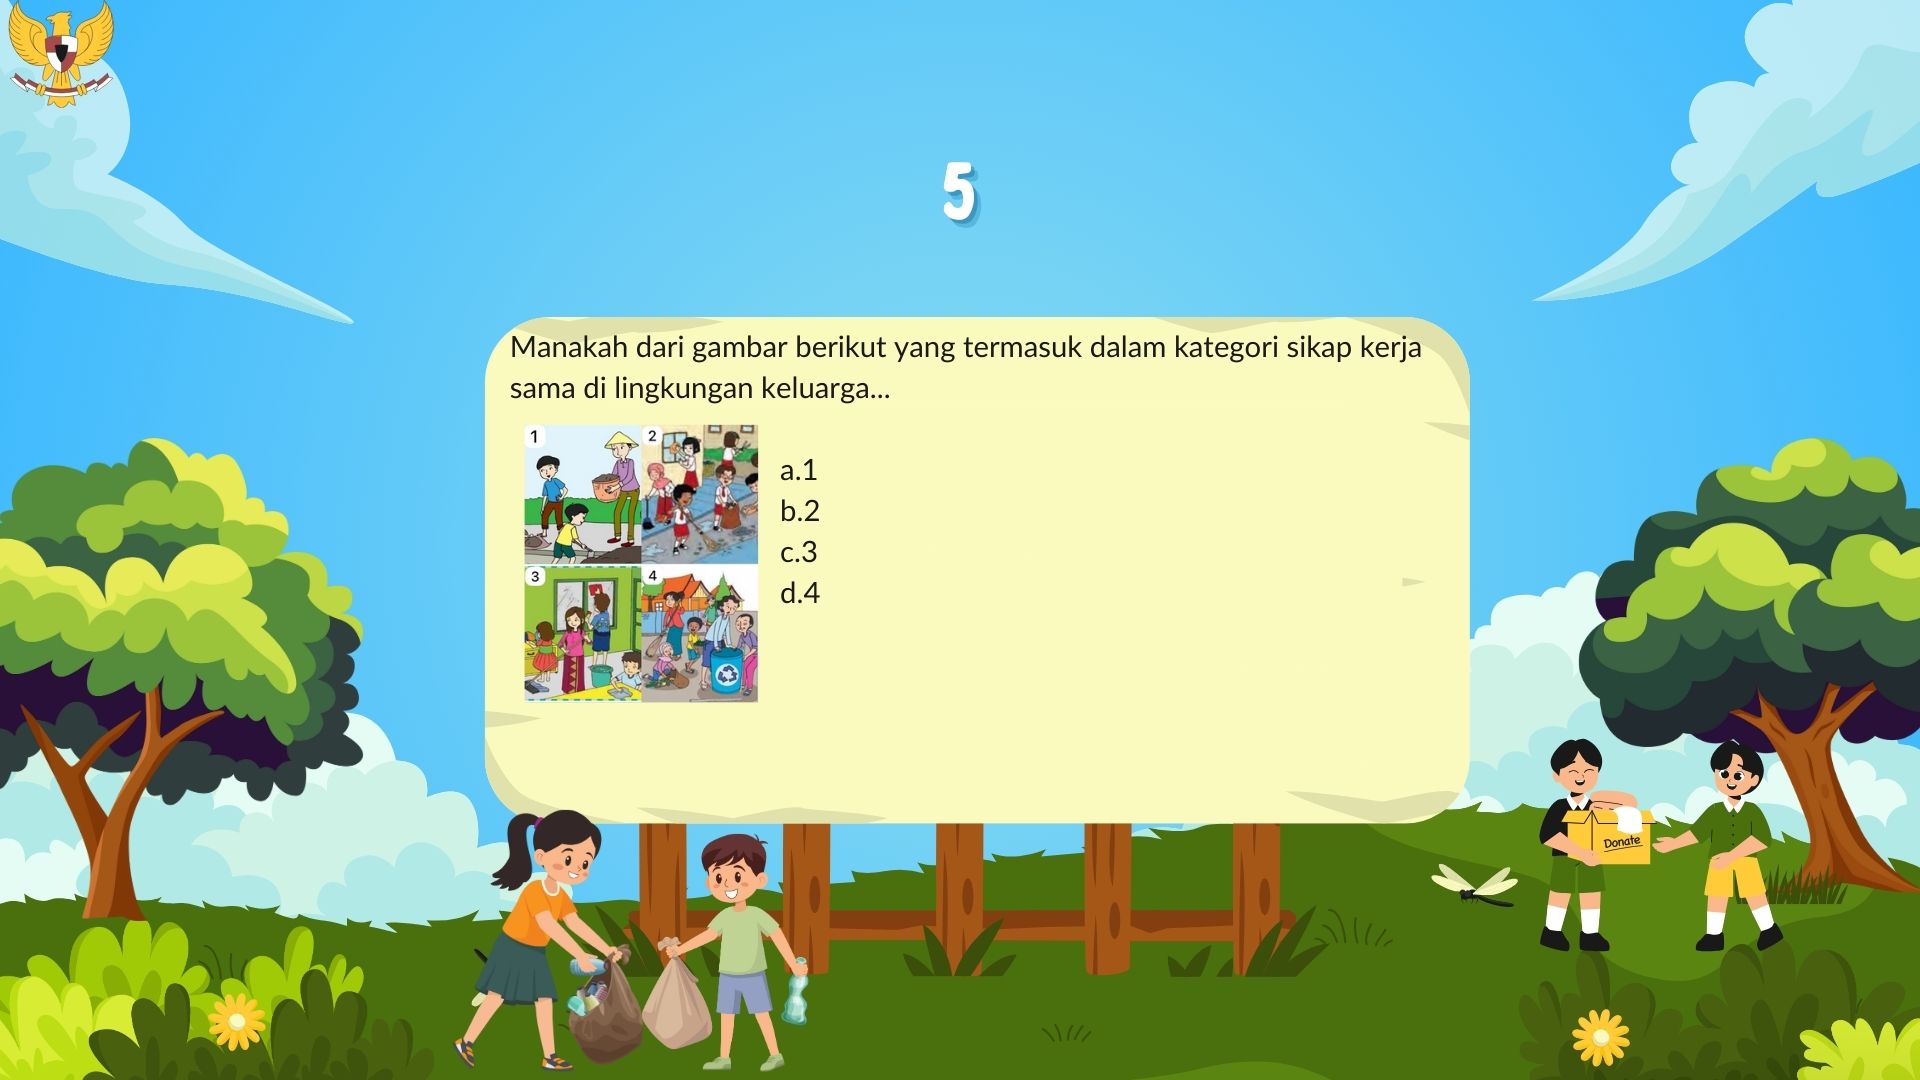 5
Manakah dari gambar berikut yang termasuk dalam kategori sikap kerja
sama di lingkungan keluarga...
1
2
3
4
a.1
b.2
c.3
d.4
Donate